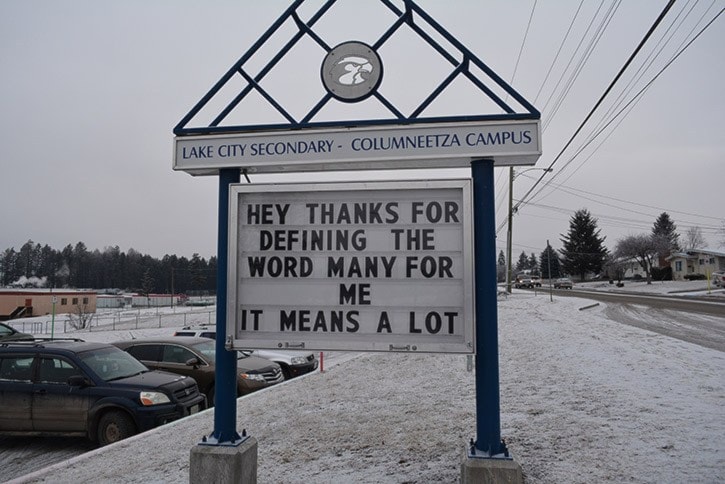 LAKE CITY SECONDARY - COLUMNEETZA CAMPUS
HEY THANKS FOR
DEFINING THE
WORD MANY FOR
ME
IT MEANS A LOT